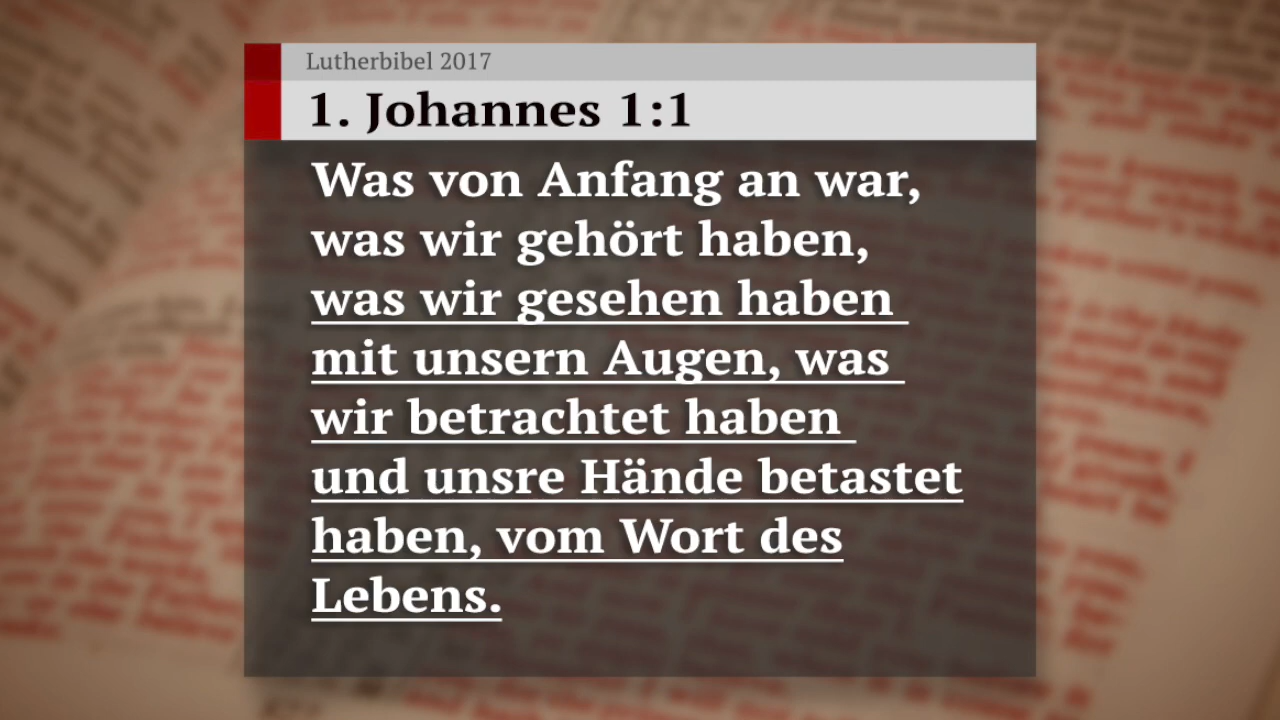 Lutherbibel 2017
1. Johannes 1:1
Was von Anfang an war,
was wir gehört haben,
was wir gesehen haben
mit unsern Augen, was
wir betrachtet haben
und unsre Hände betastet
haben, vom Wort des
Lebens.